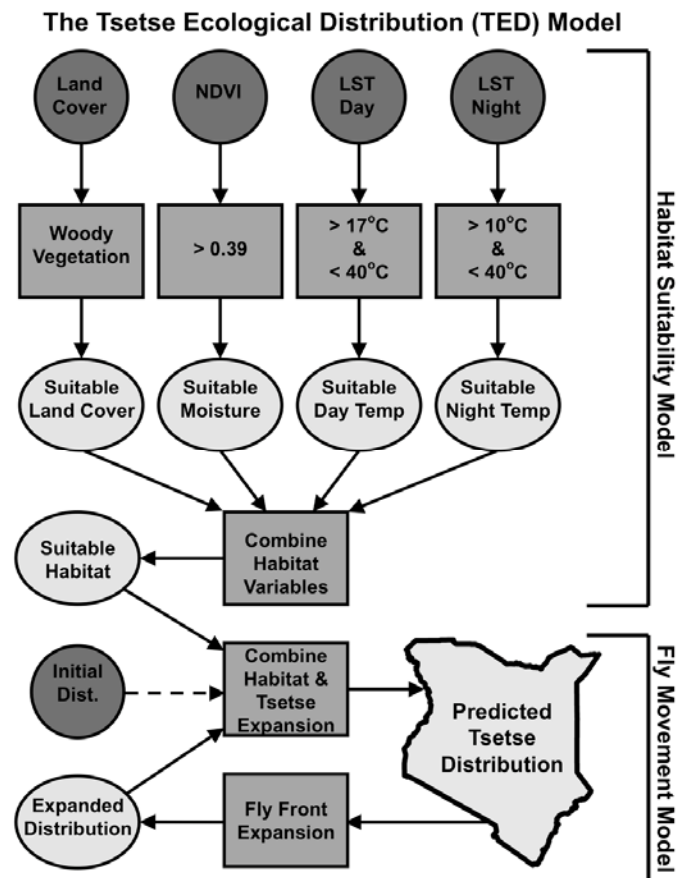 The Tsetse Ecological Distribution (TED) Model
Land
Cover
NDVI
LST
Day
LST
Night
Woody
Vegetation
> 0.39
> 17°C
&
< 40°C
> 10°C
&
< 40°C
Suitable
Land Cover
Suitable
Moisture
Suitable
Day Temp
Suitable
Night Temp
Habitat Suitability Model
Suitable
Habitat
Combine
Habitat
Variables
Initial
Dist.
Combine
Habitat &
Tsetse
Expansion
Predicted
Tsetse
Distribution
Fly Movement Model
Expanded
Distribution
Fly Front
Expansion